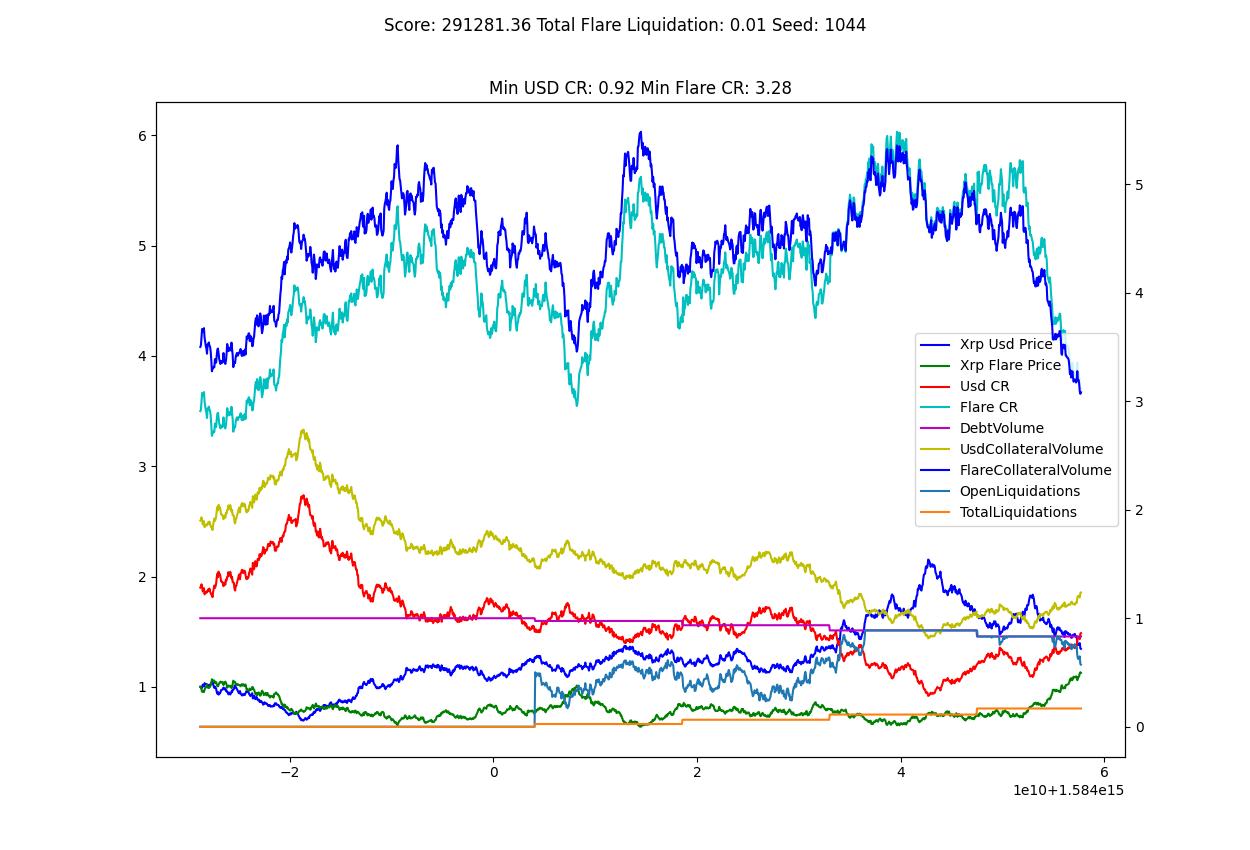 Score: 291281.36 Total Flare Liquidation: 0.01 Seed: 1044
Min USD CR: 0.92 Min Flare CR: 3.28
6
5
4
3
2
1
5
4
3
2
1
0
Xrp Usd Price
Xrp Flare Price
Usd CR
Flare CR
DebtVolume
UsdCollateralVolume
FlareCollateralVolume
OpenLiquidations
TotalLiquidations
−2
0
2
4
6
1e10+1.584e15